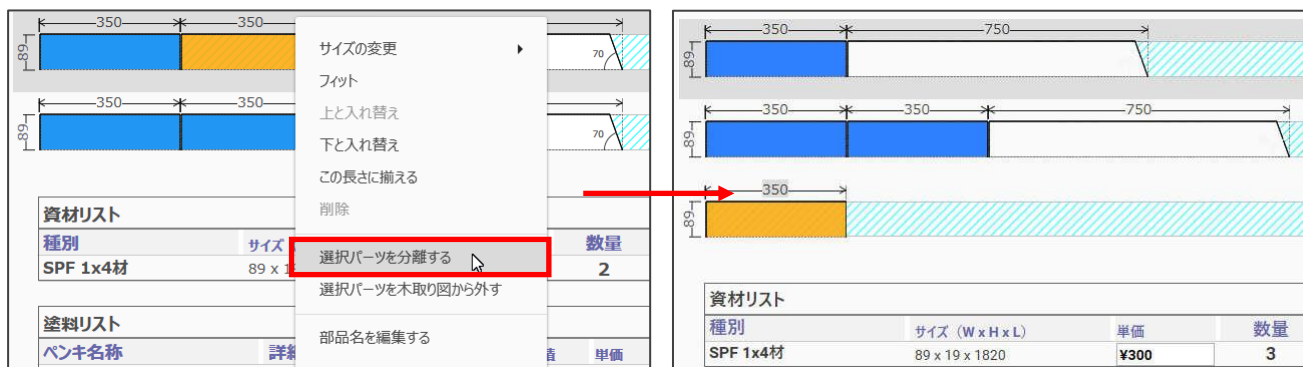 350 350
89
70
350 350
89
70
サイズの変更
フィット
上と入れ替え
下と入れ替え
この長さに揃える
削除
選択パーツを分離する
選択パーツを木取り図から外す
部品名を編集する
資材リスト
種別 サイズ 数量
SPF 1x4材 89 x 2
塗料リスト
ペンキ名称 単価
350 750
89
350 350 750
89
350
89
資材リスト
種別 サイズ（W x H x L） 単価 数量
SPF 1x4材 89 x 19 x 1820 ¥300 3